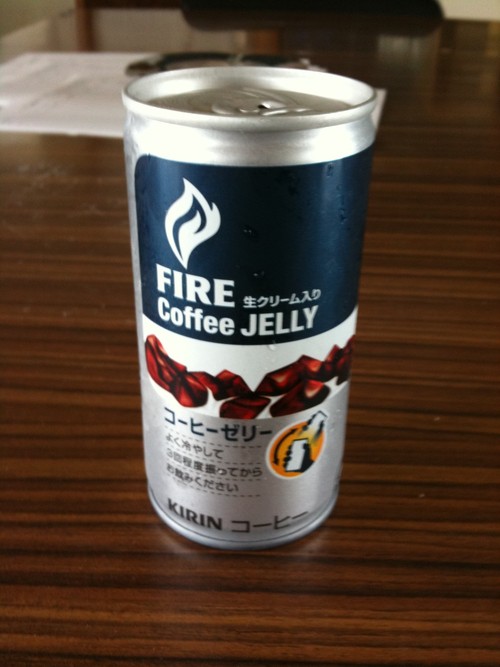 FIRE 生クリーム入り
Coffee JELLY
コーヒーゼリー
よく冷やして
3回程度振ってから
お飲みください
KIRIN コーヒー